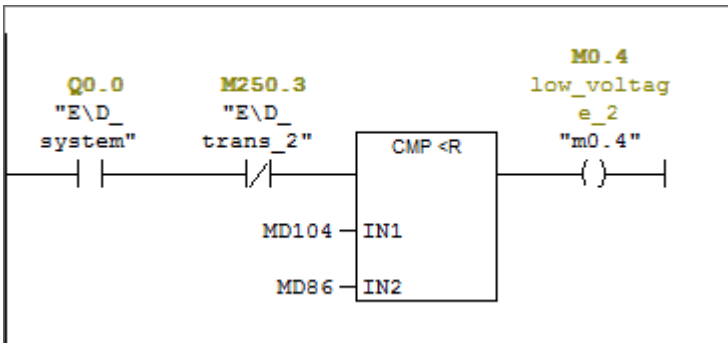 M0.4
Q0.0 M250.3 low_voltag
"E\D_ "E\D_ e_2
system" trans_2" "m0.4"
CMP <R
MD104 IN1
MD86 IN2